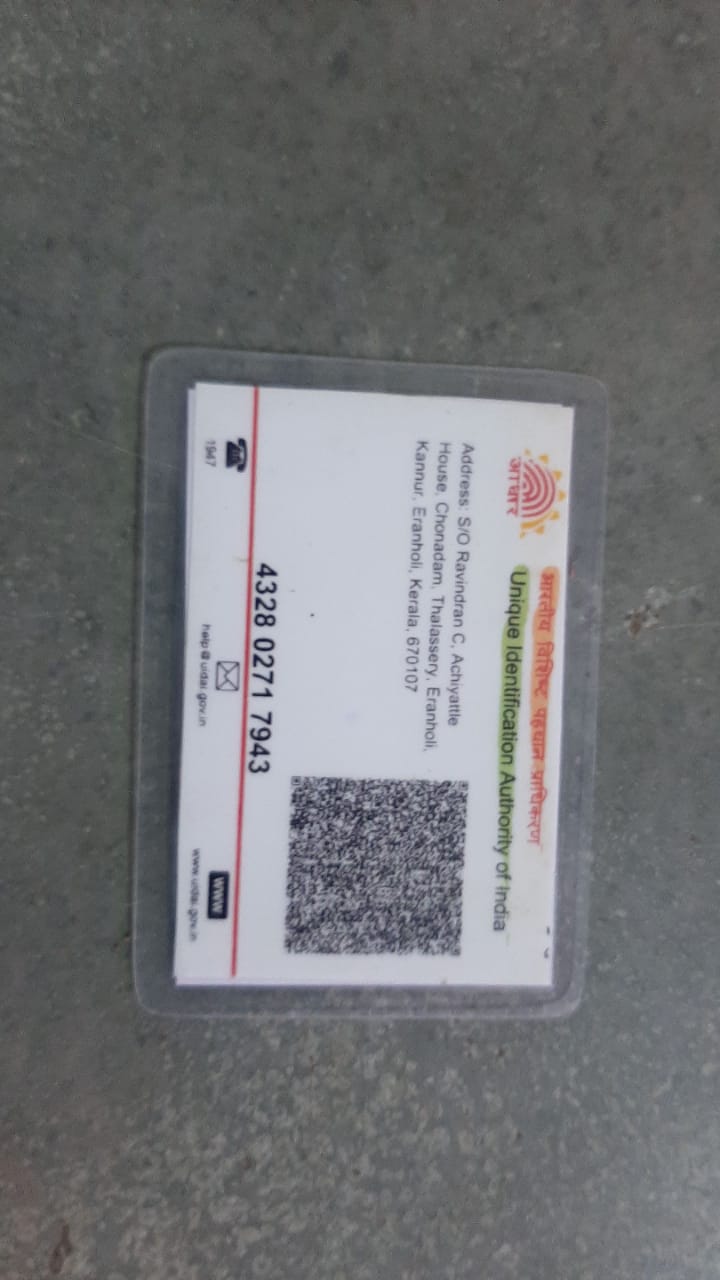 भारतीय विशिष्ट पहचान प्राधिकरण
Unique Identification Authority of India
आधार
Address: S/O Ravindran C, Achiyattle
House, Chonadam, Thalassery, Eranholi,
Kannur, Eranholi, Kerala, 670107
4328 0271 7943
1947
help@uidai.gov.in
www
www.uidai.gov.in